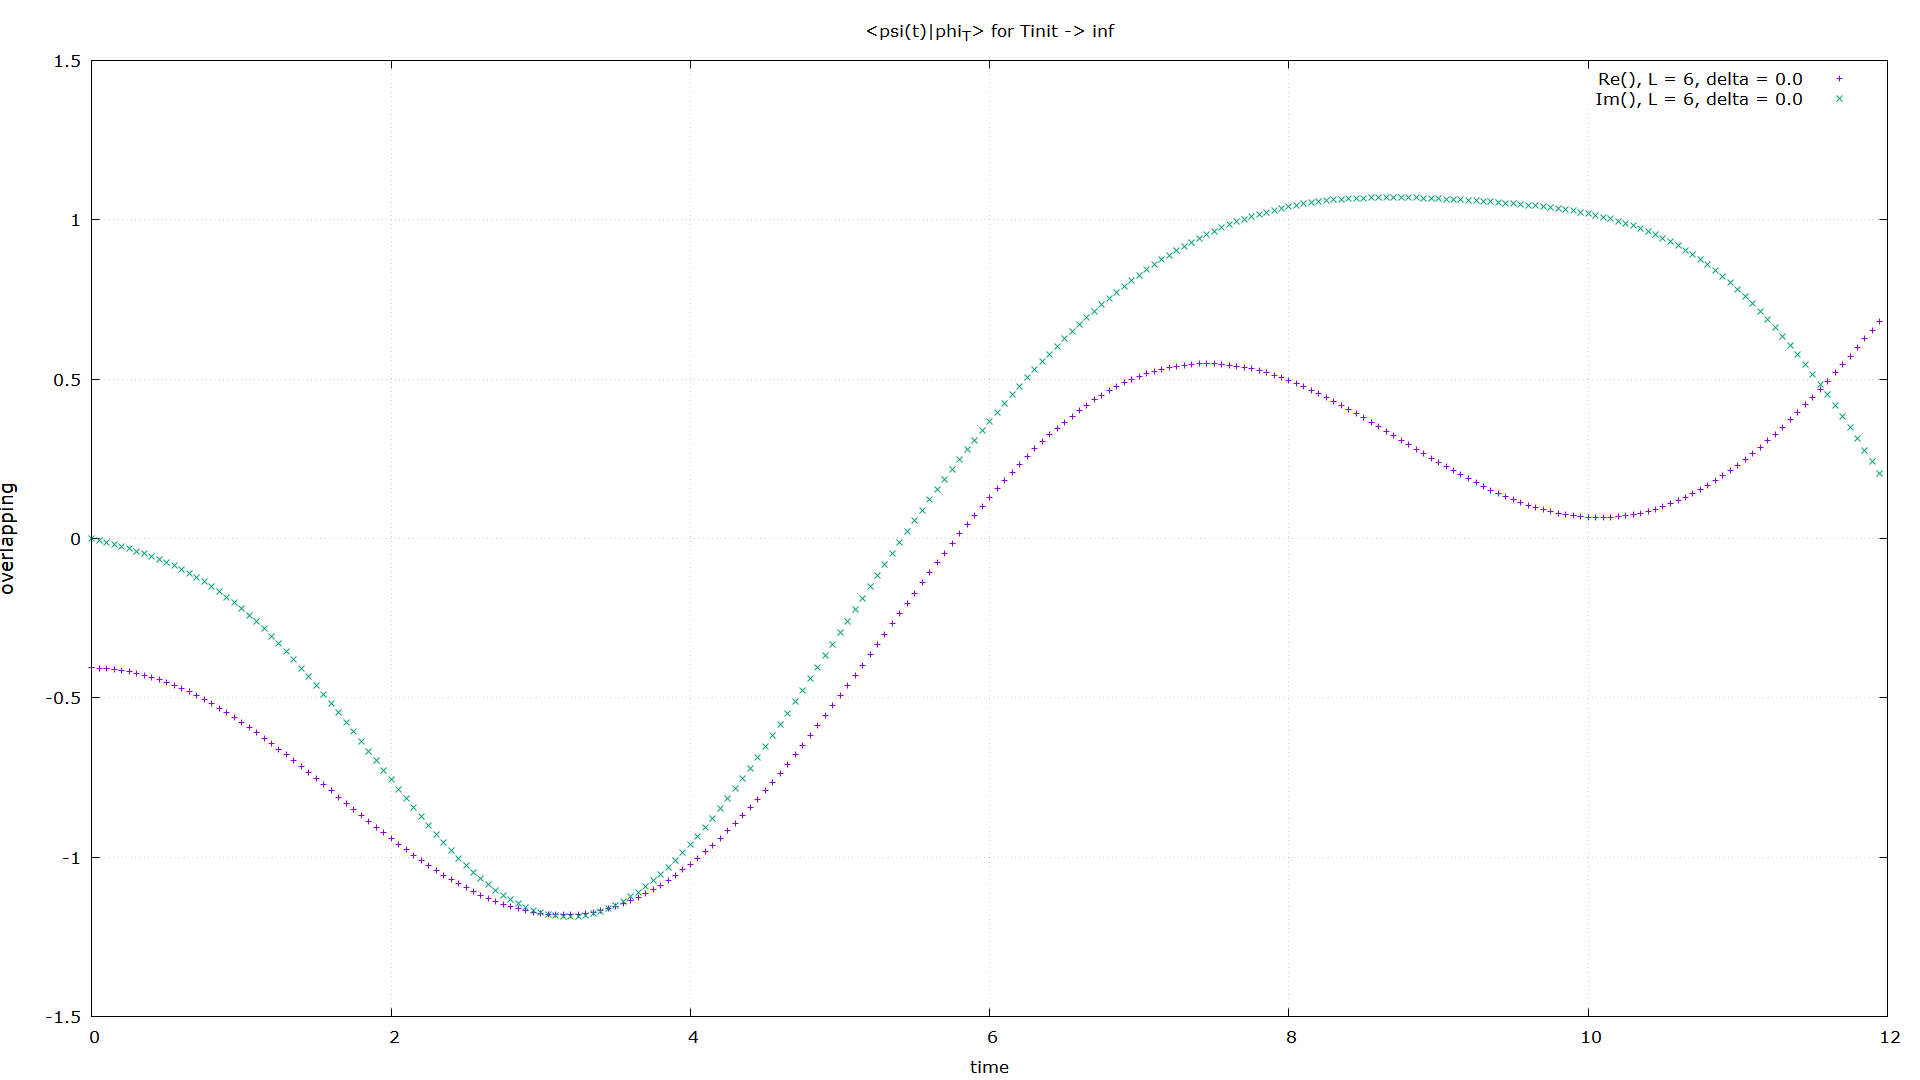 <psi(t)|phi_T> for Tinit -> inf
Re(), L = 6, delta = 0.0
Im(), L = 6, delta = 0.0
1.5
1
0.5
0
-0.5
-1
-1.5
overlapping
0 2 4 6 8 10 12
time